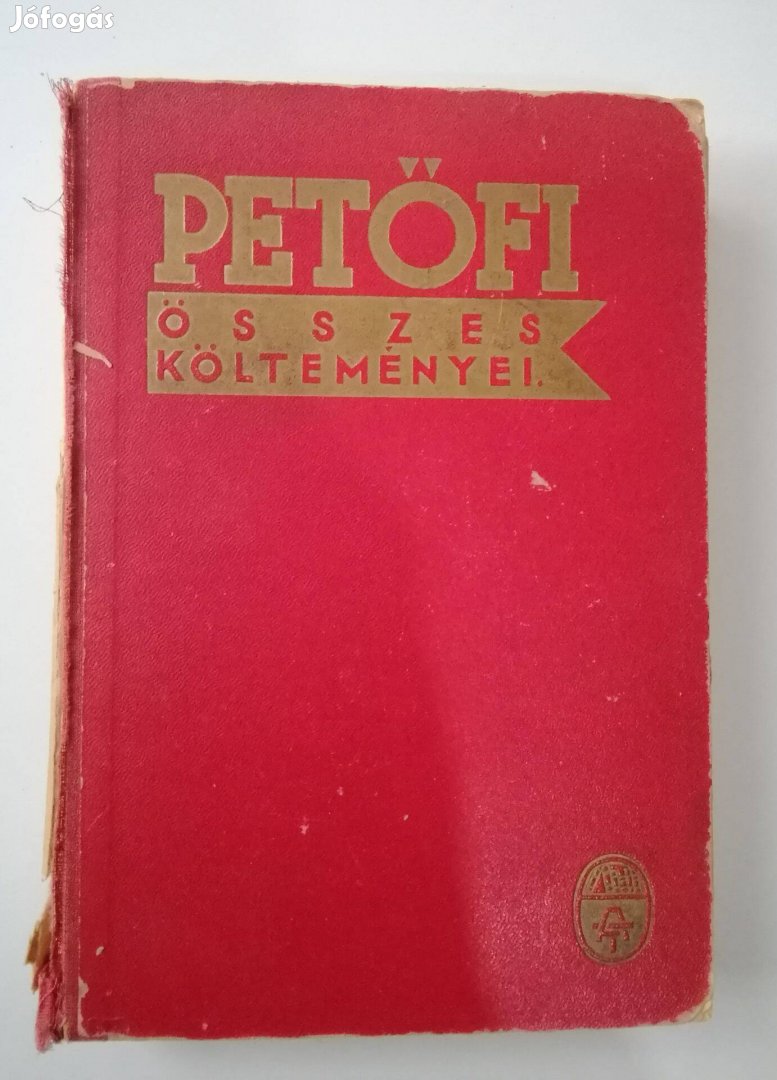 Jófogás
PETŐFI
ÖSSZES
KÖLTEMÉNYEI.